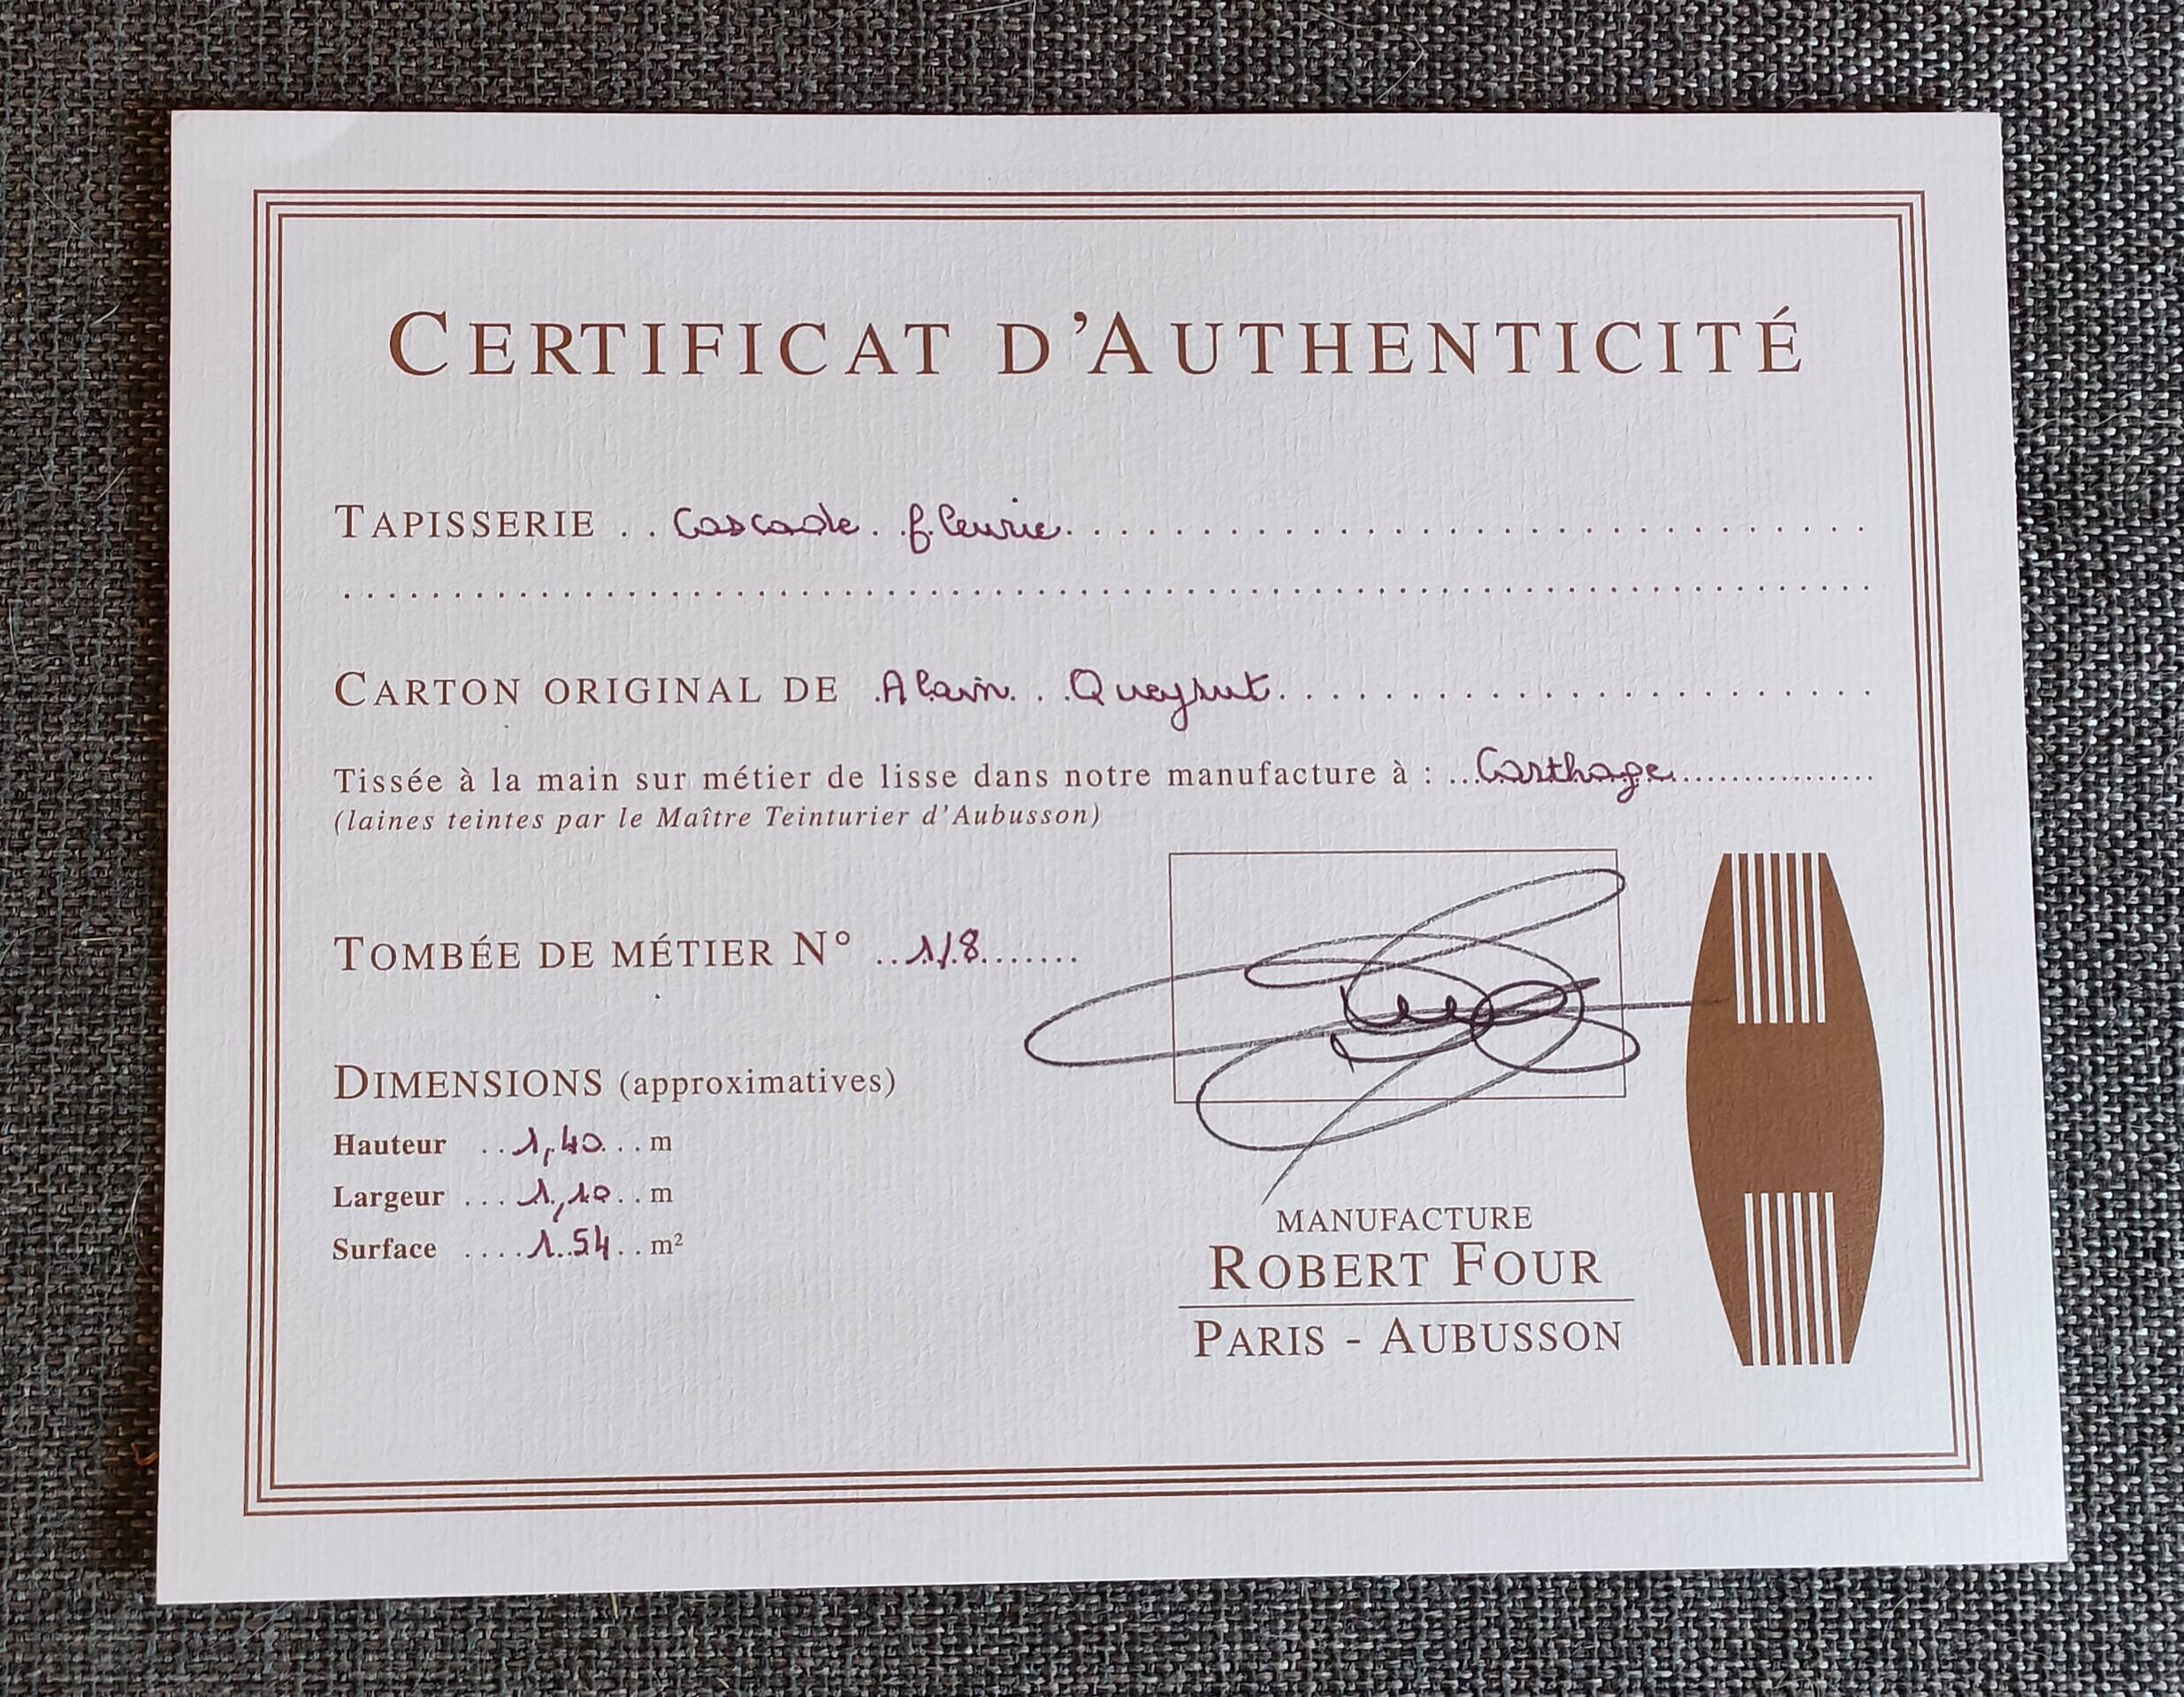 CERTIFICAT D'AUTHENTICITÉ
TAPISSERIE .. Cascade fleurie
CARTON ORIGINAL DE Alain Queyrut
Tissée à la main sur métier de lisse dans notre manufacture à : Carthage
(laines teintes par le Maître Teinturier d'Aubusson)
TOMBÉE DE MÉTIER N° 1/8
DIMENSIONS (approximatives)
Hauteur 1,40 m
Largeur 1,10 m
Surface 1.54 m²
MANUFACTURE
ROBERT FOUR
PARIS - AUBUSSON